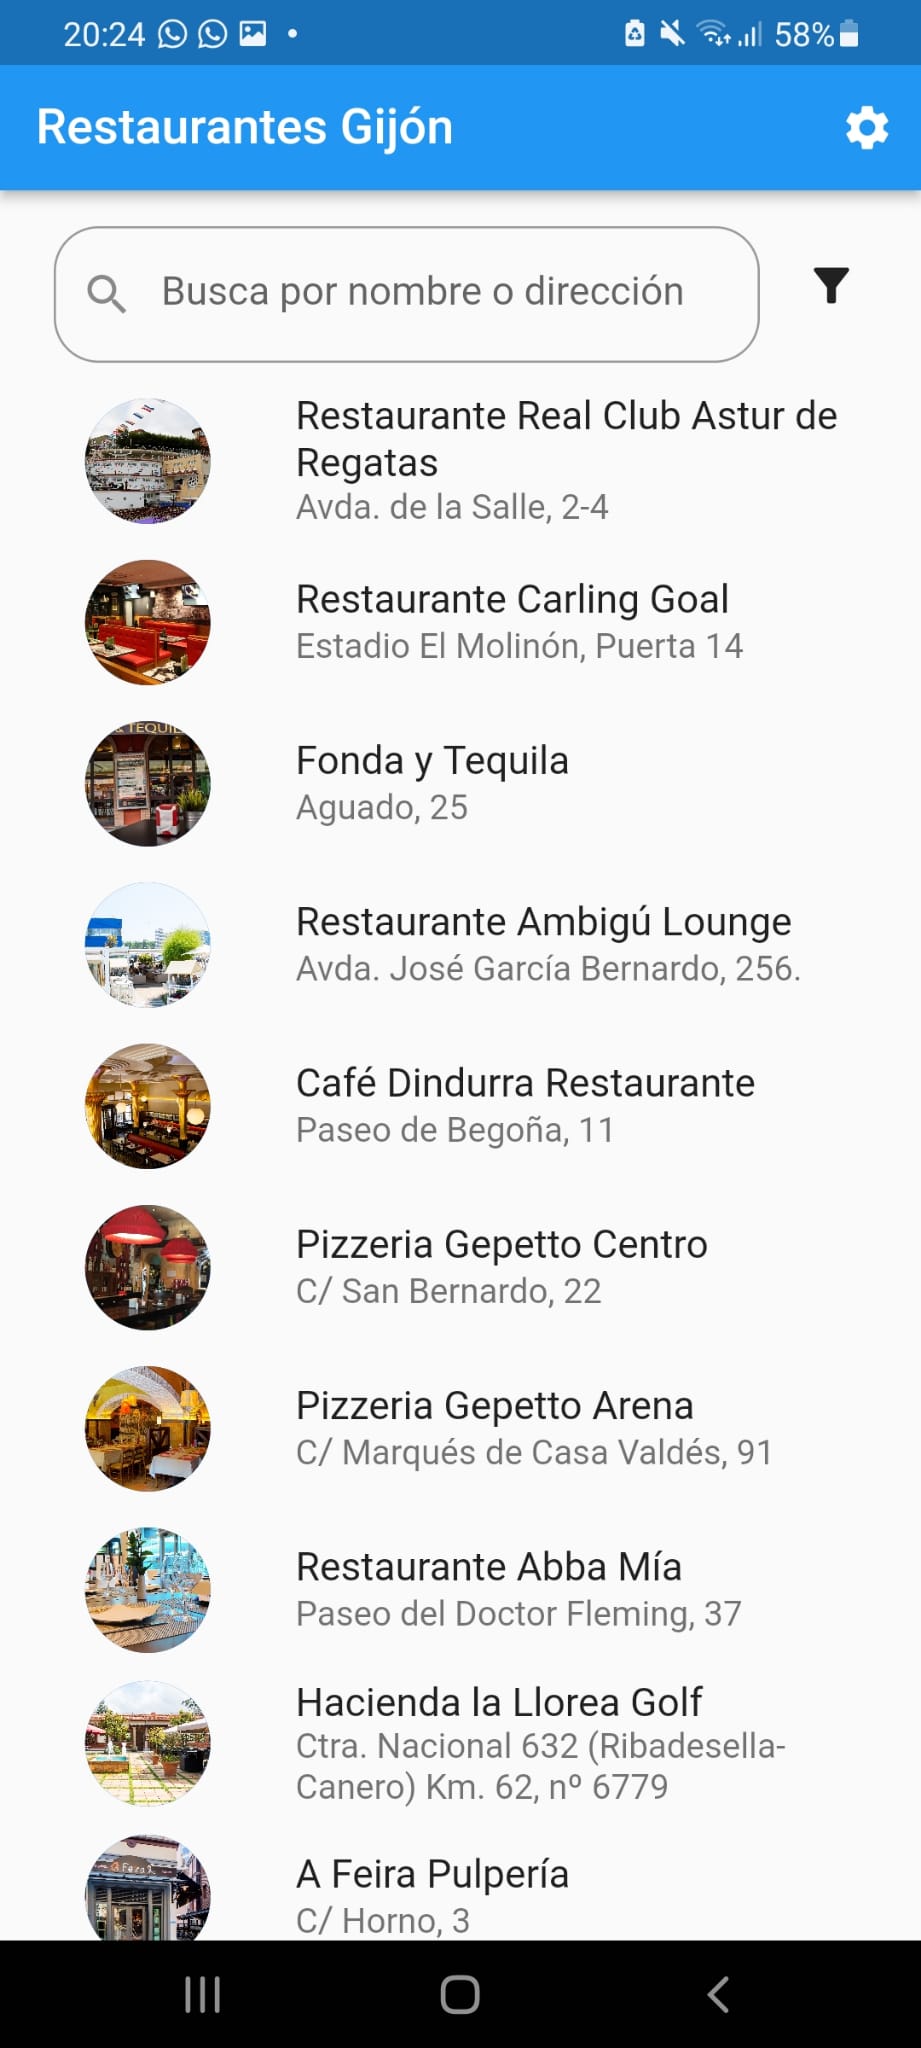 20:24
58%
Restaurantes Gijón
Busca por nombre o dirección
Restaurante Real Club Astur de
Regatas
Avda. de la Salle, 2-4
Restaurante Carling Goal
Estadio El Molinón, Puerta 14
Fonda y Tequila
Aguado, 25
Restaurante Ambigú Lounge
Avda. José García Bernardo, 256.
Café Dindurra Restaurante
Paseo de Begoña, 11
Pizzeria Gepetto Centro
C/ San Bernardo, 22
Pizzeria Gepetto Arena
C/ Marqués de Casa Valdés, 91
Restaurante Abba Mía
Paseo del Doctor Fleming, 37
Hacienda la Llorea Golf
Ctra. Nacional 632 (Ribadesella-
Canero) Km. 62, nº 6779
A Feira Pulpería
C/ Horno, 3